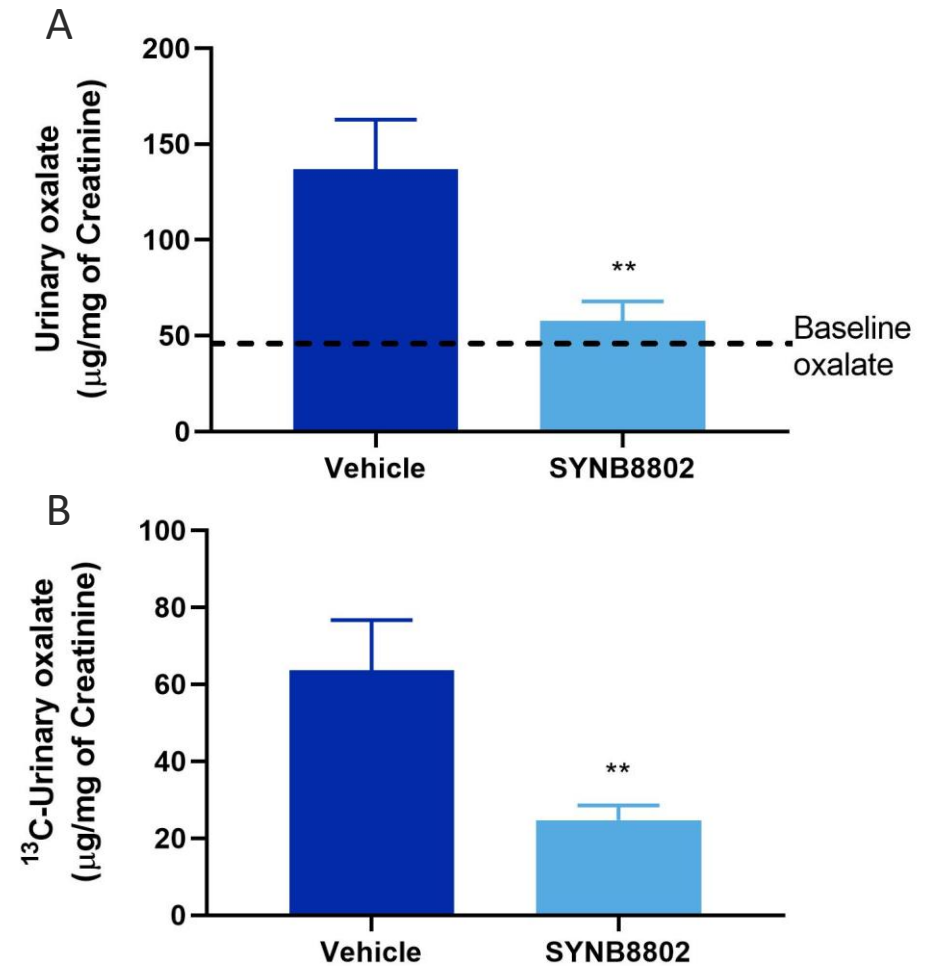 A
Urinary oxalate
(μg/mg of Creatinine)
200
150
100
50
0
**
Baseline
oxalate
Vehicle SYNB8802
B
¹³C-Urinary oxalate
(μg/mg of Creatinine)
100
80
60
40
20
0
**
Vehicle SYNB8802